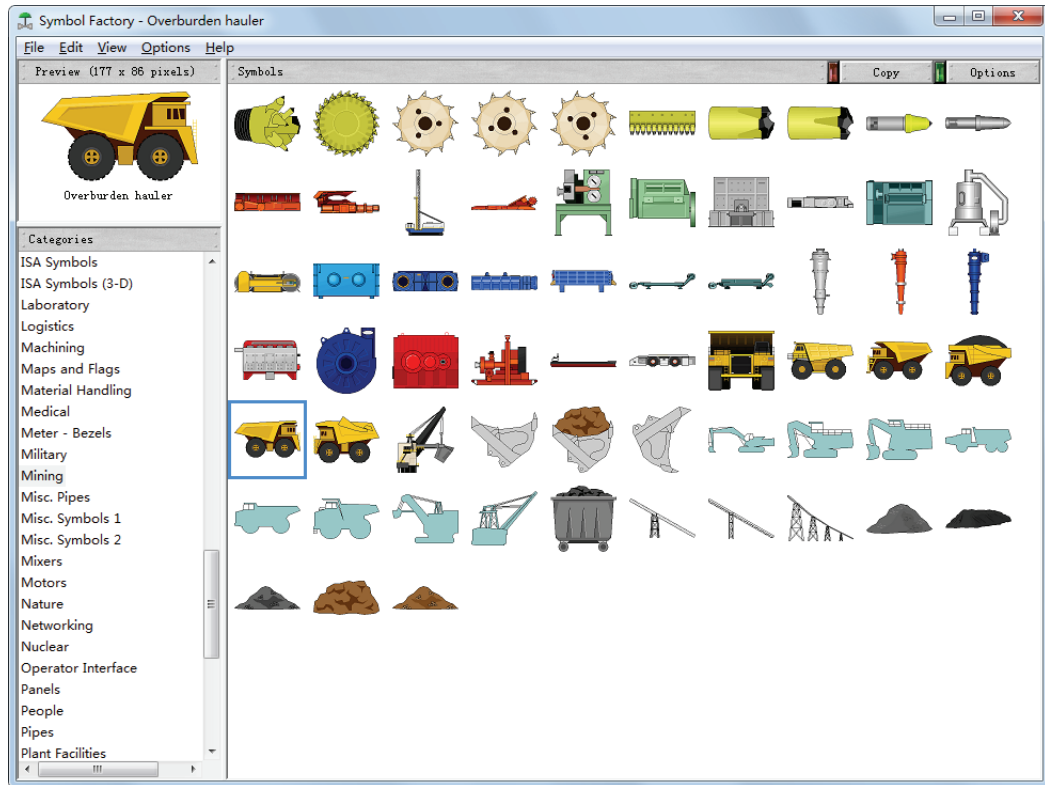 Symbol Factory - Overburden hauler
File Edit View Options Help
Preview (177 x 86 pixels)
Symbols
Copy
Options
Overburden hauler
Categories
ISA Symbols
ISA Symbols (3-D)
Laboratory
Logistics
Machining
Maps and Flags
Material Handling
Medical
Meter - Bezels
Military
Mining
Misc. Pipes
Misc. Symbols 1
Misc. Symbols 2
Mixers
Motors
Nature
Networking
Nuclear
Operator Interface
Panels
People
Pipes
Plant Facilities